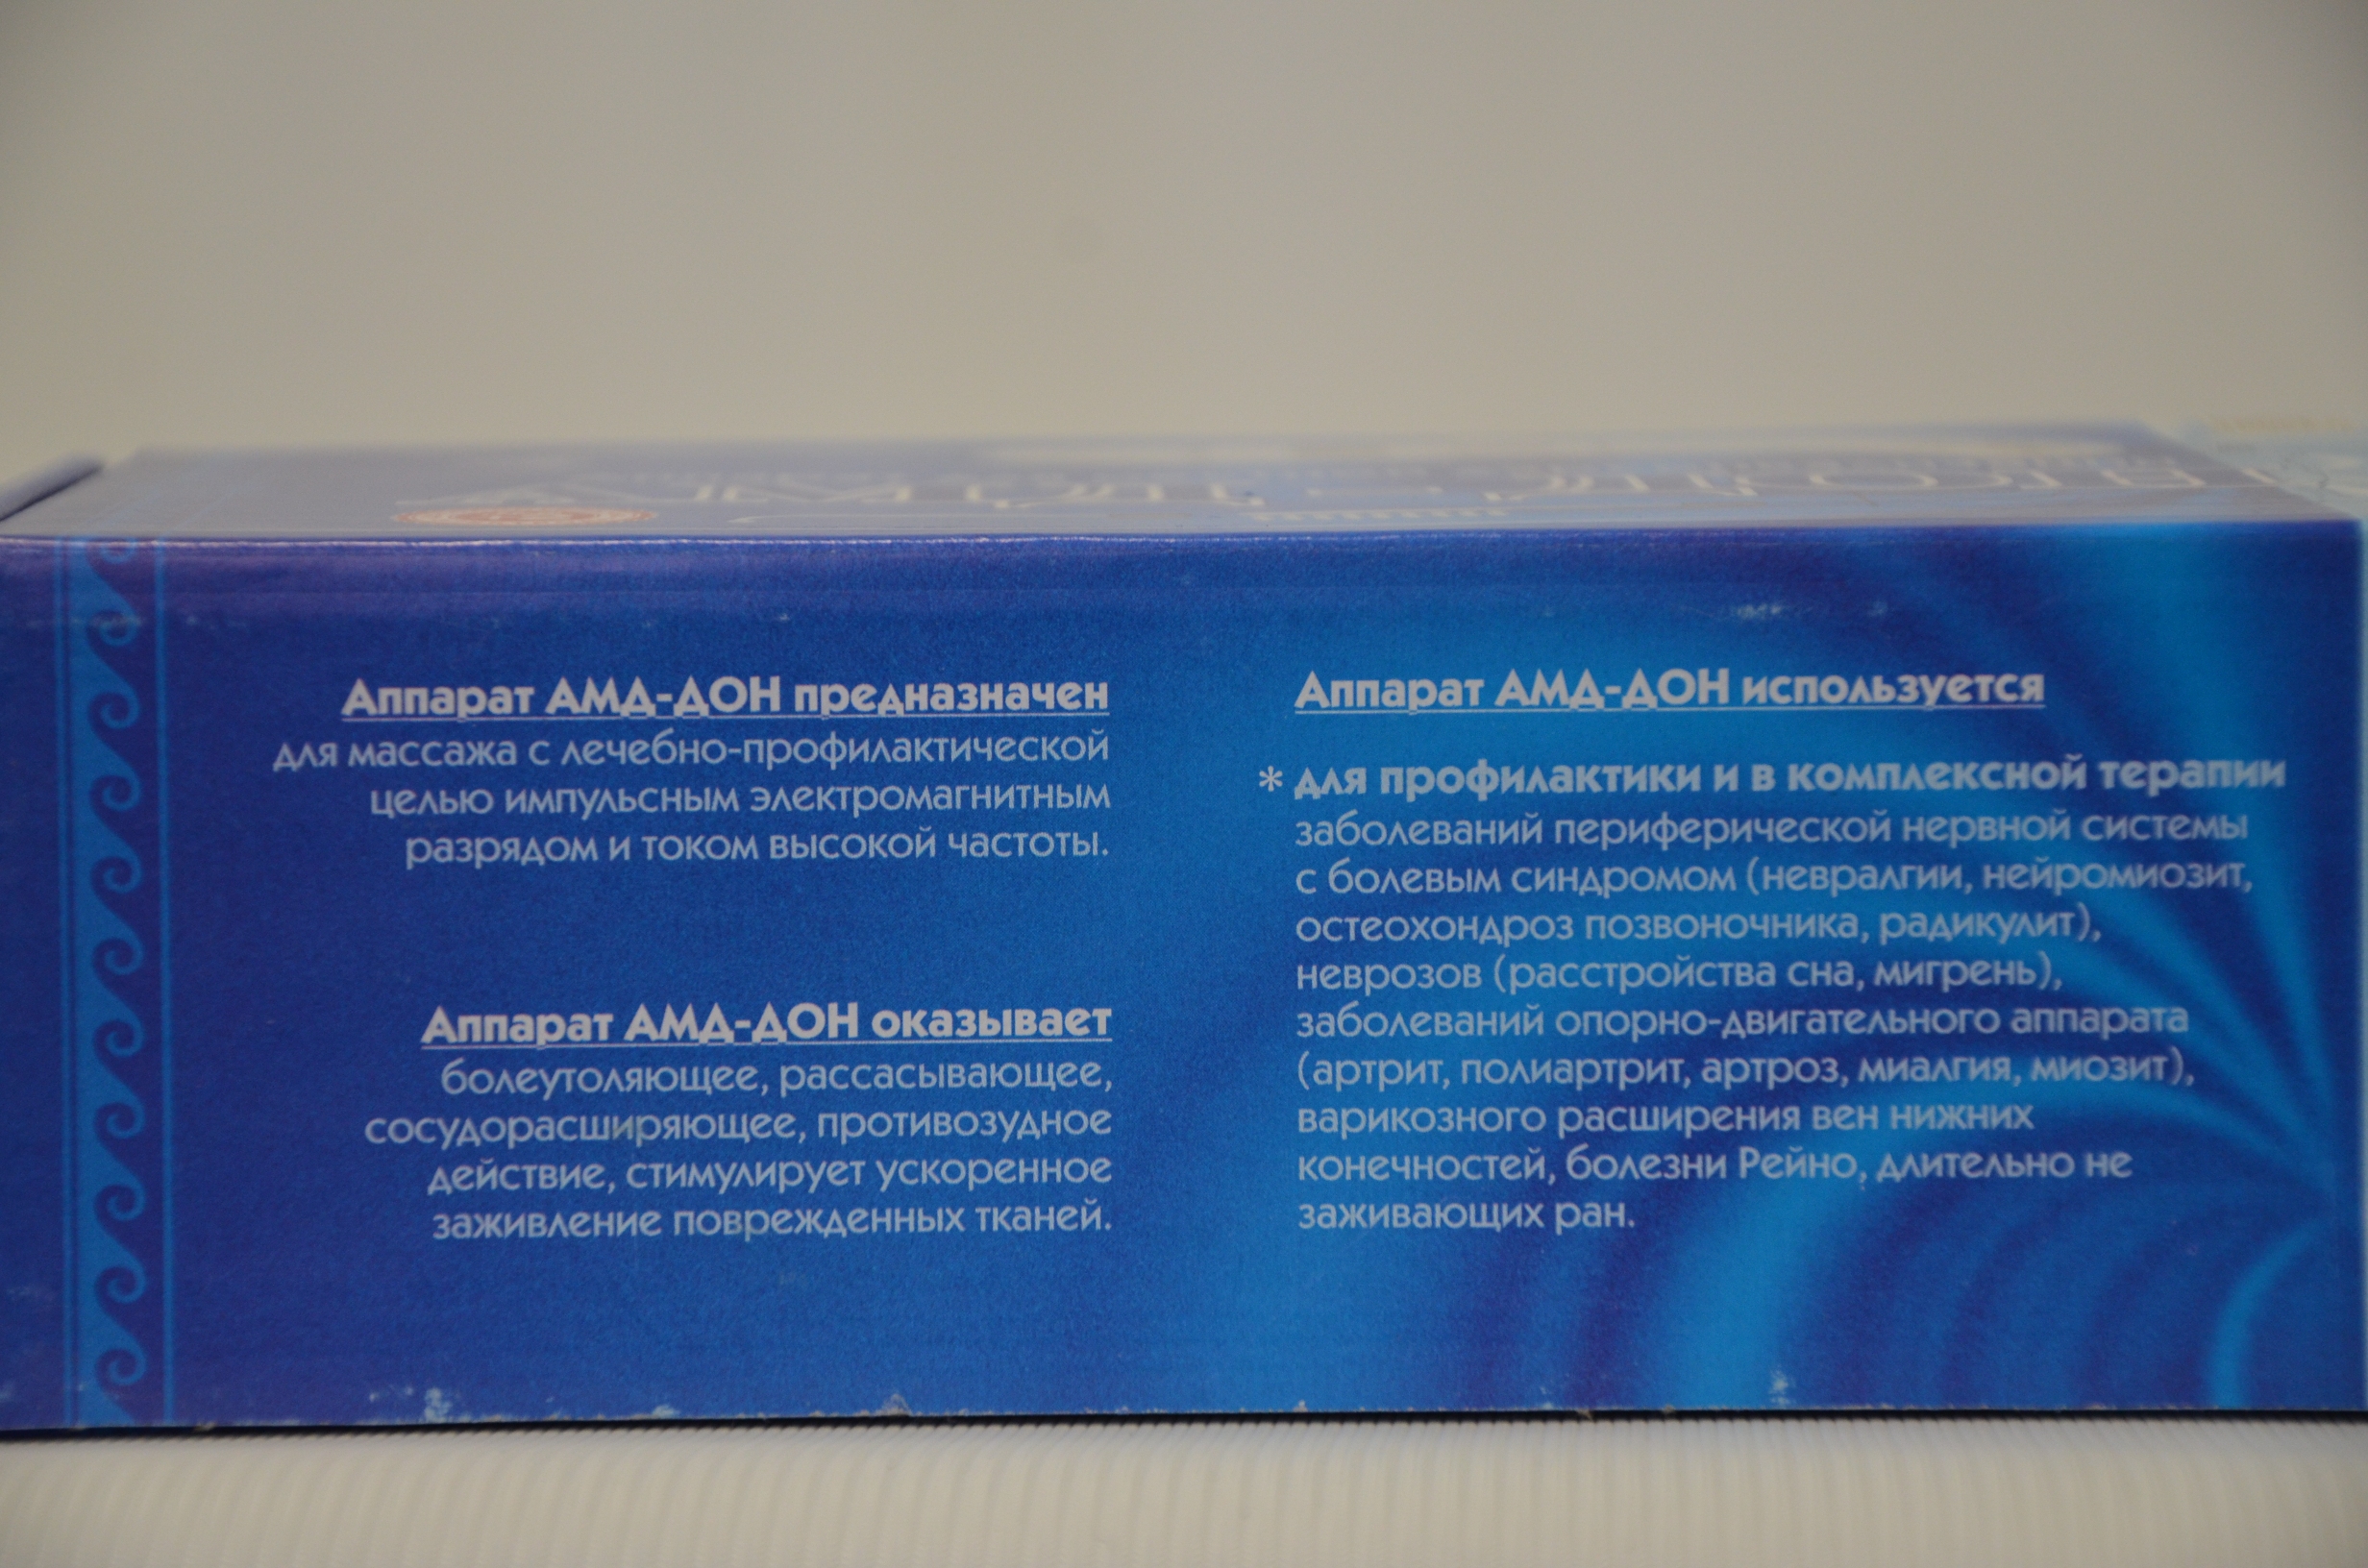 АМД-ДОН
Аппарат АМД-ДОН предназначен
для массажа с лечебно-профилактической
целью импульсным электромагнитным
разрядом и током высокой частоты.
Аппарат АМД-ДОН оказывает
болеутоляющее, рассасывающее,
сосудорасширяющее, противозудное
действие, стимулирует ускоренное
заживление поврежденных тканей.
Аппарат АМД-ДОН используется
* для профилактики и в комплексной терапии
заболеваний периферической нервной системы
с болевым синдромом (невралгии, нейромиозит,
остеохондроз позвоночника, радикулит),
неврозов (расстройства сна, мигрень),
заболеваний опорно-двигательного аппарата
(артрит, полиартрит, артроз, миалгия, миозит),
варикозного расширения вен нижних
конечностей, болезни Рейно, длительно не
заживающих ран.